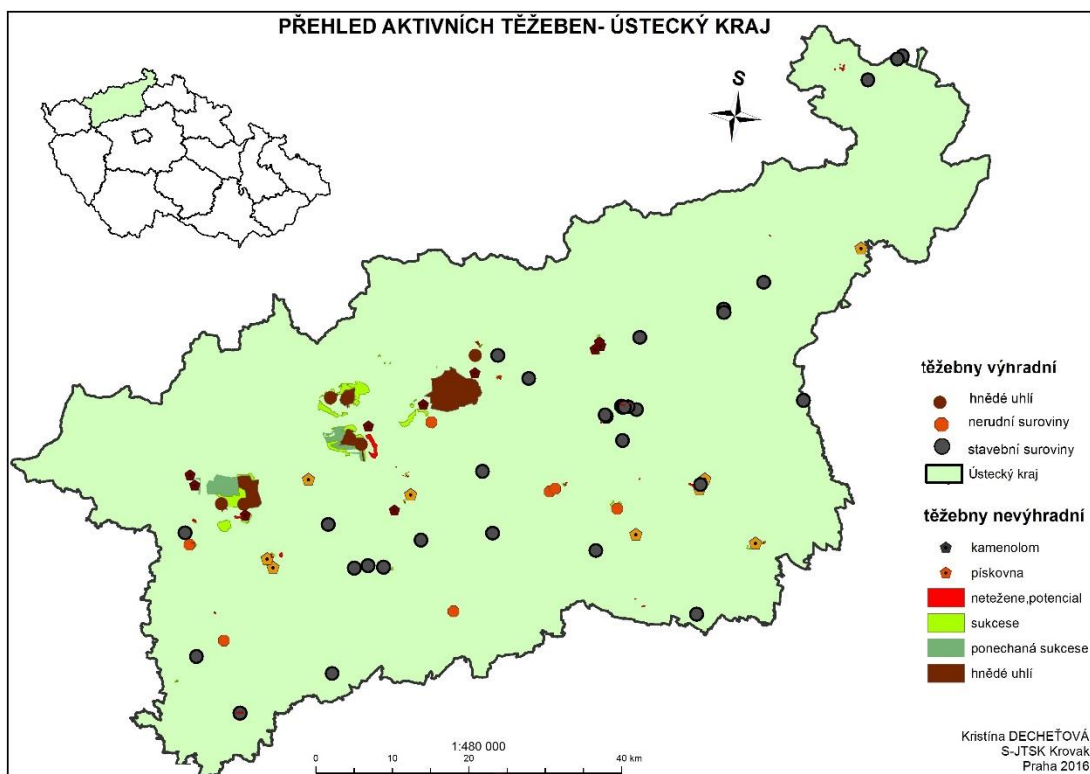 PŘEHLED AKTIVNÍCH TĚŽEBEN- ÚSTECKÝ KRAJ
S
těžebny výhradní
hnědé uhlí
nerudní suroviny
stavební suroviny
Ústecký kraj
těžebny nevýhradní
kamenolom
pískovna
netežene,potencial
sukcese
ponechaná sukcese
hnědé uhlí
1:480 000
0 10 20 40 km
Kristína DECHEŤOVÁ
S-JTSK Krovak
Praha 2016